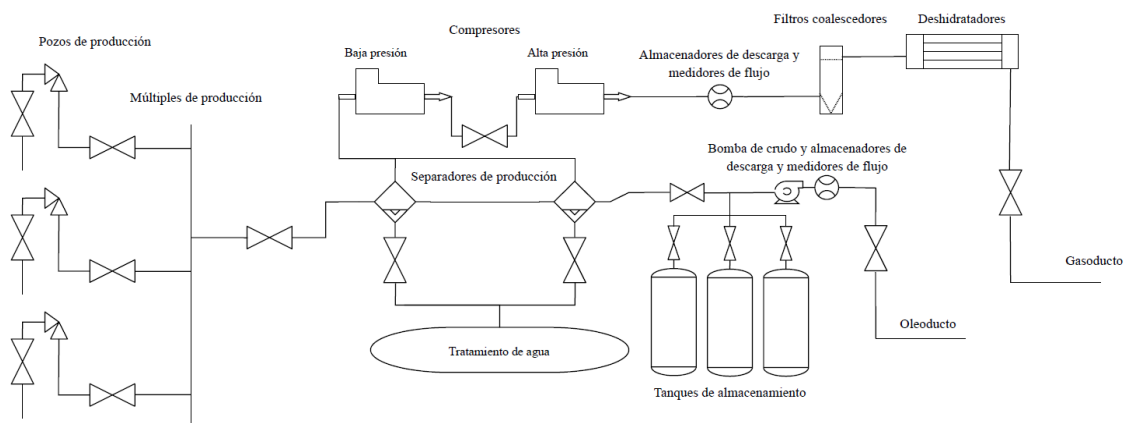 Pozos de producción
Múltiples de producción
Compresores
Baja presión
Alta presión
Almacenadores de descarga y
medidores de flujo
Filtros coalescedores
Deshidratadores
Separadores de producción
Bomba de crudo y almacenadores de
descarga y medidores de flujo
Gasoducto
Oleoducto
Tratamiento de agua
Tanques de almacenamiento